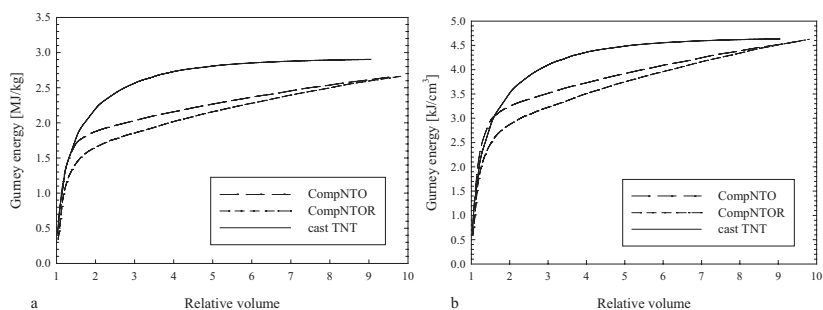 3.5
3.0
2.5
2.0
1.5
1.0
0.5
0.0
Gurney energy [MJ/kg]
CompNTO
CompNTOR
cast TNT
1 2 3 4 5 6 7 8 9 10
a Relative volume
5.0
4.5
4.0
3.5
3.0
2.5
2.0
1.5
1.0
0.5
0.0
Gurney energy [kJ/cm³]
CompNTO
CompNTOR
cast TNT
1 2 3 4 5 6 7 8 9 10
b Relative volume